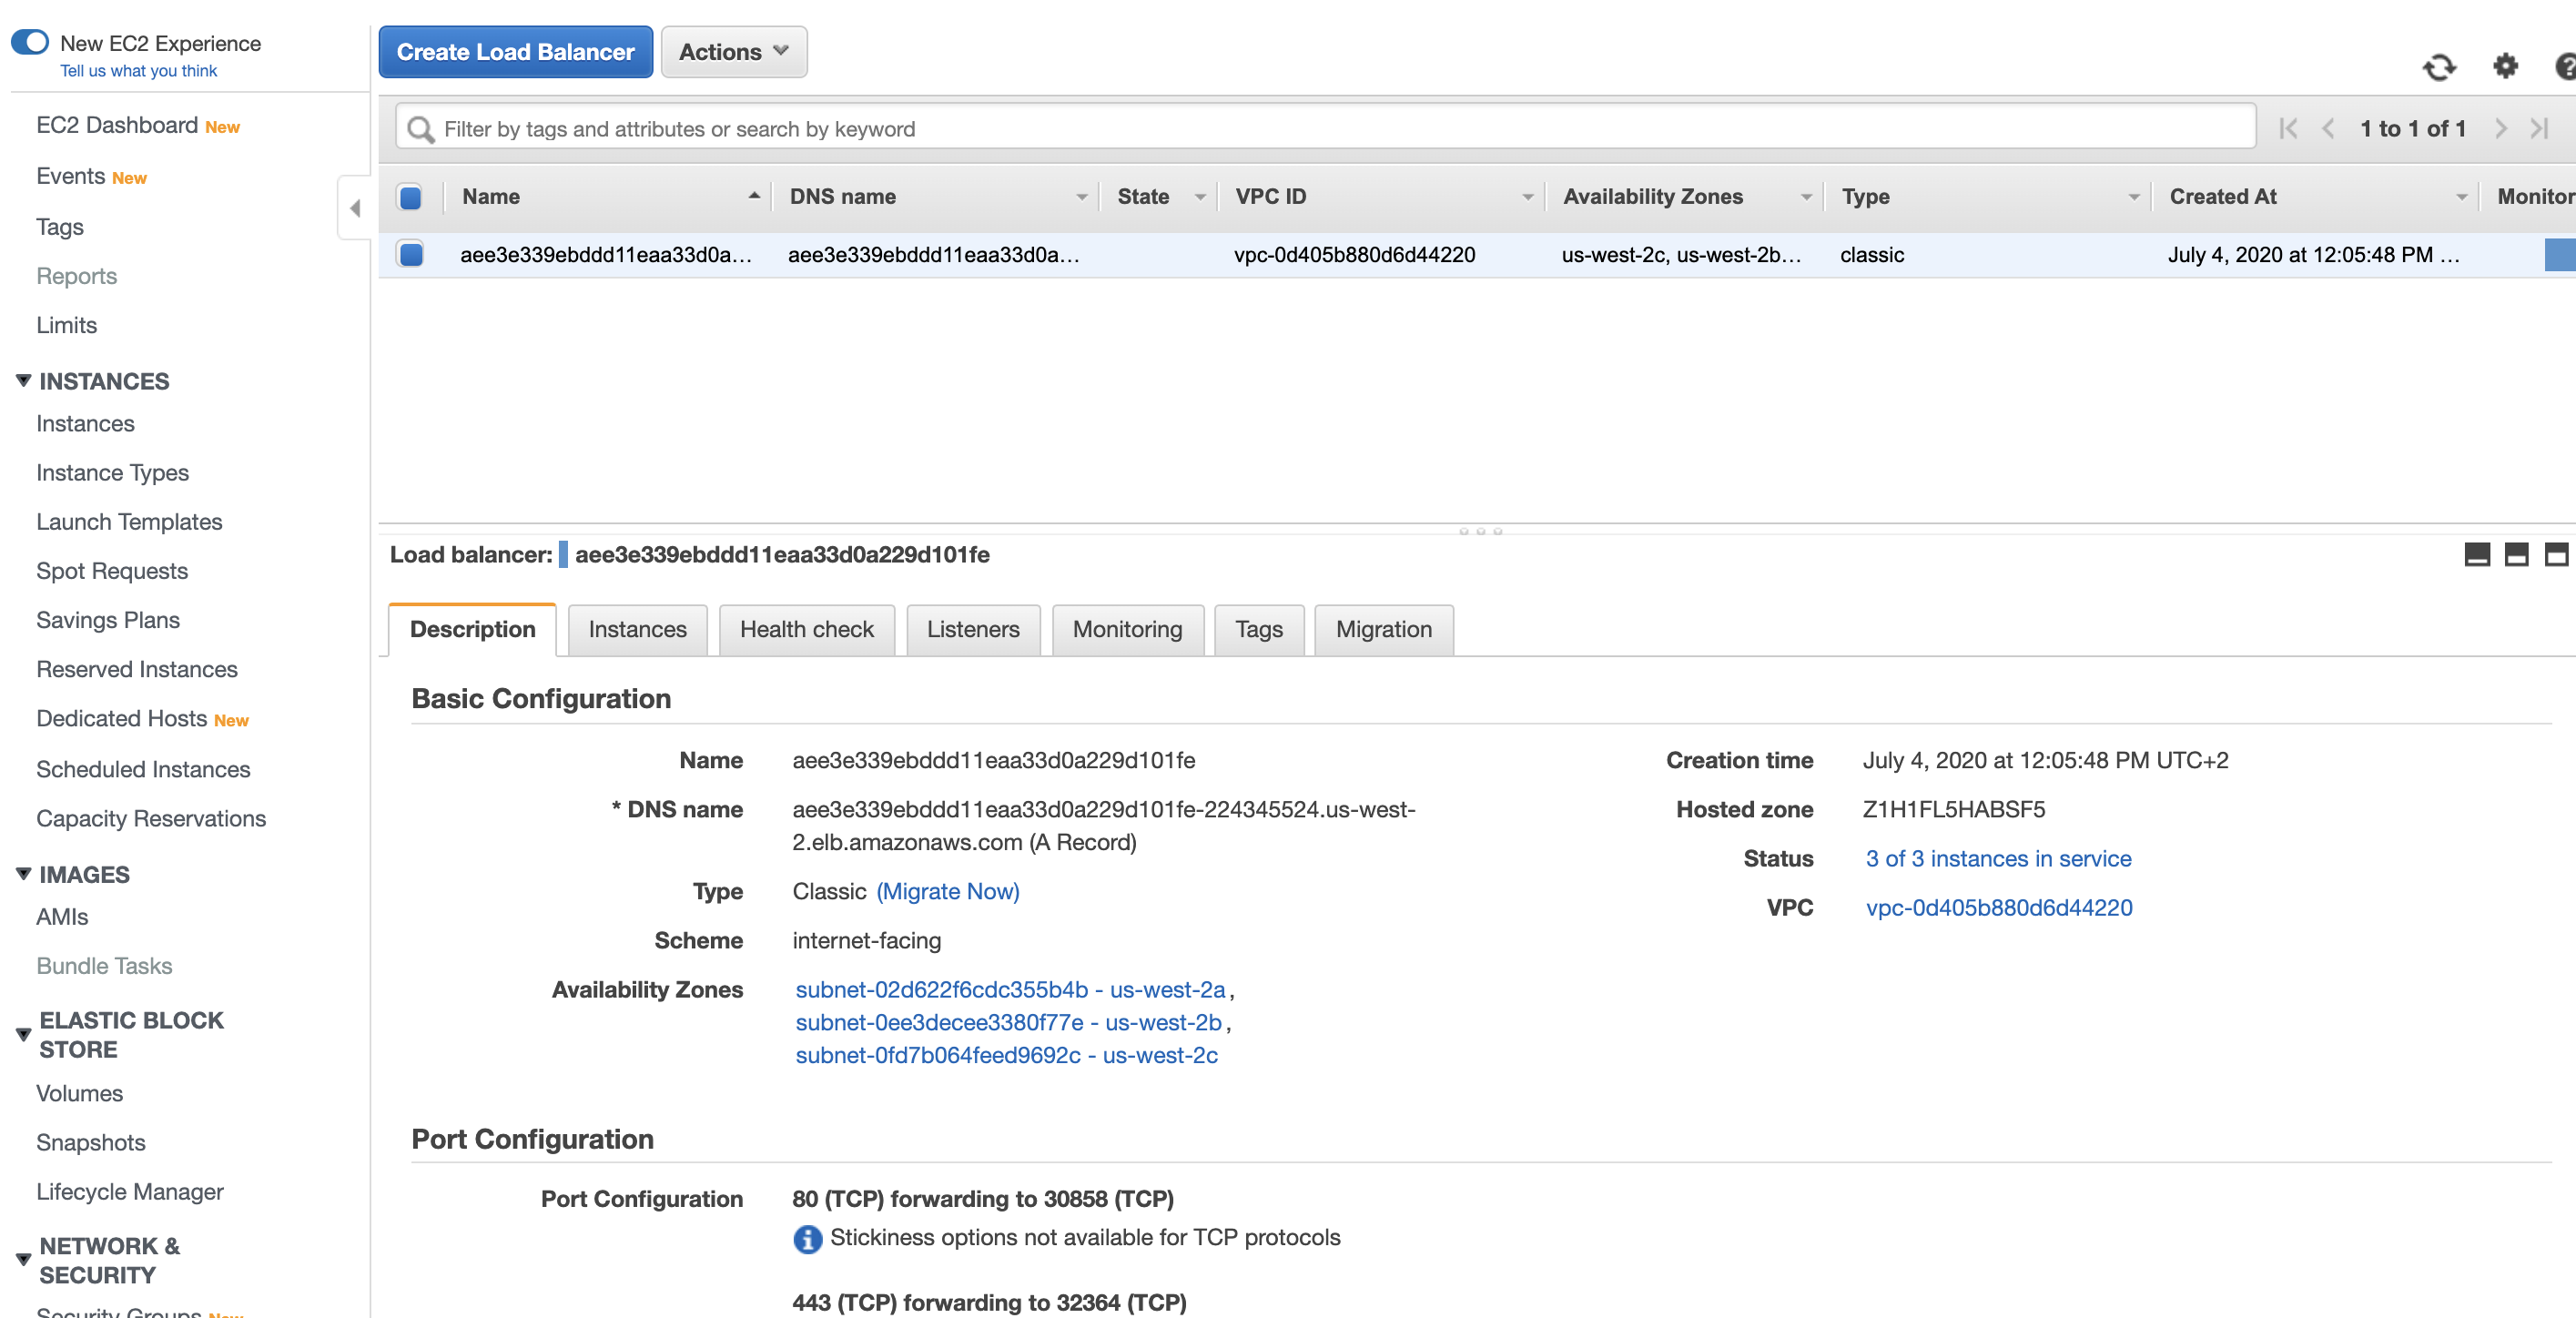 New EC2 Experience
Tell us what you think
EC2 Dashboard New
Events New
Tags
Reports
Limits
INSTANCES
Instances
Instance Types
Launch Templates
Spot Requests
Savings Plans
Reserved Instances
Dedicated Hosts New
Scheduled Instances
Capacity Reservations
IMAGES
AMIs
Bundle Tasks
ELASTIC BLOCK
STORE
Volumes
Snapshots
Lifecycle Manager
NETWORK &
SECURITY
Security Groups New
Create Load Balancer Actions
Filter by tags and attributes or search by keyword 1 to 1 of 1
Name DNS name State VPC ID Availability Zones Type Created At Monitor
aee3e339ebddd11eaa33d0a... aee3e339ebddd11eaa33d0a... vpc-0d405b880d6d44220 us-west-2c, us-west-2b... classic July 4, 2020 at 12:05:48 PM ...
Load balancer: aee3e339ebddd11eaa33d0a229d101fe
Description Instances Health check Listeners Monitoring Tags Migration
Basic Configuration
Name aee3e339ebddd11eaa33d0a229d101fe
* DNS name aee3e339ebddd11eaa33d0a229d101fe-224345524.us-west-
2.elb.amazonaws.com (A Record)
Type Classic (Migrate Now)
Scheme internet-facing
Availability Zones subnet-02d622f6cdc355b4b - us-west-2a,
subnet-0ee3decee3380f77e - us-west-2b,
subnet-0fd7b064feed9692c - us-west-2c
Creation time July 4, 2020 at 12:05:48 PM UTC+2
Hosted zone Z1H1FL5HABSF5
Status 3 of 3 instances in service
VPC vpc-0d405b880d6d44220
Port Configuration
Port Configuration 80 (TCP) forwarding to 30858 (TCP)
Stickiness options not available for TCP protocols
443 (TCP) forwarding to 32364 (TCP)